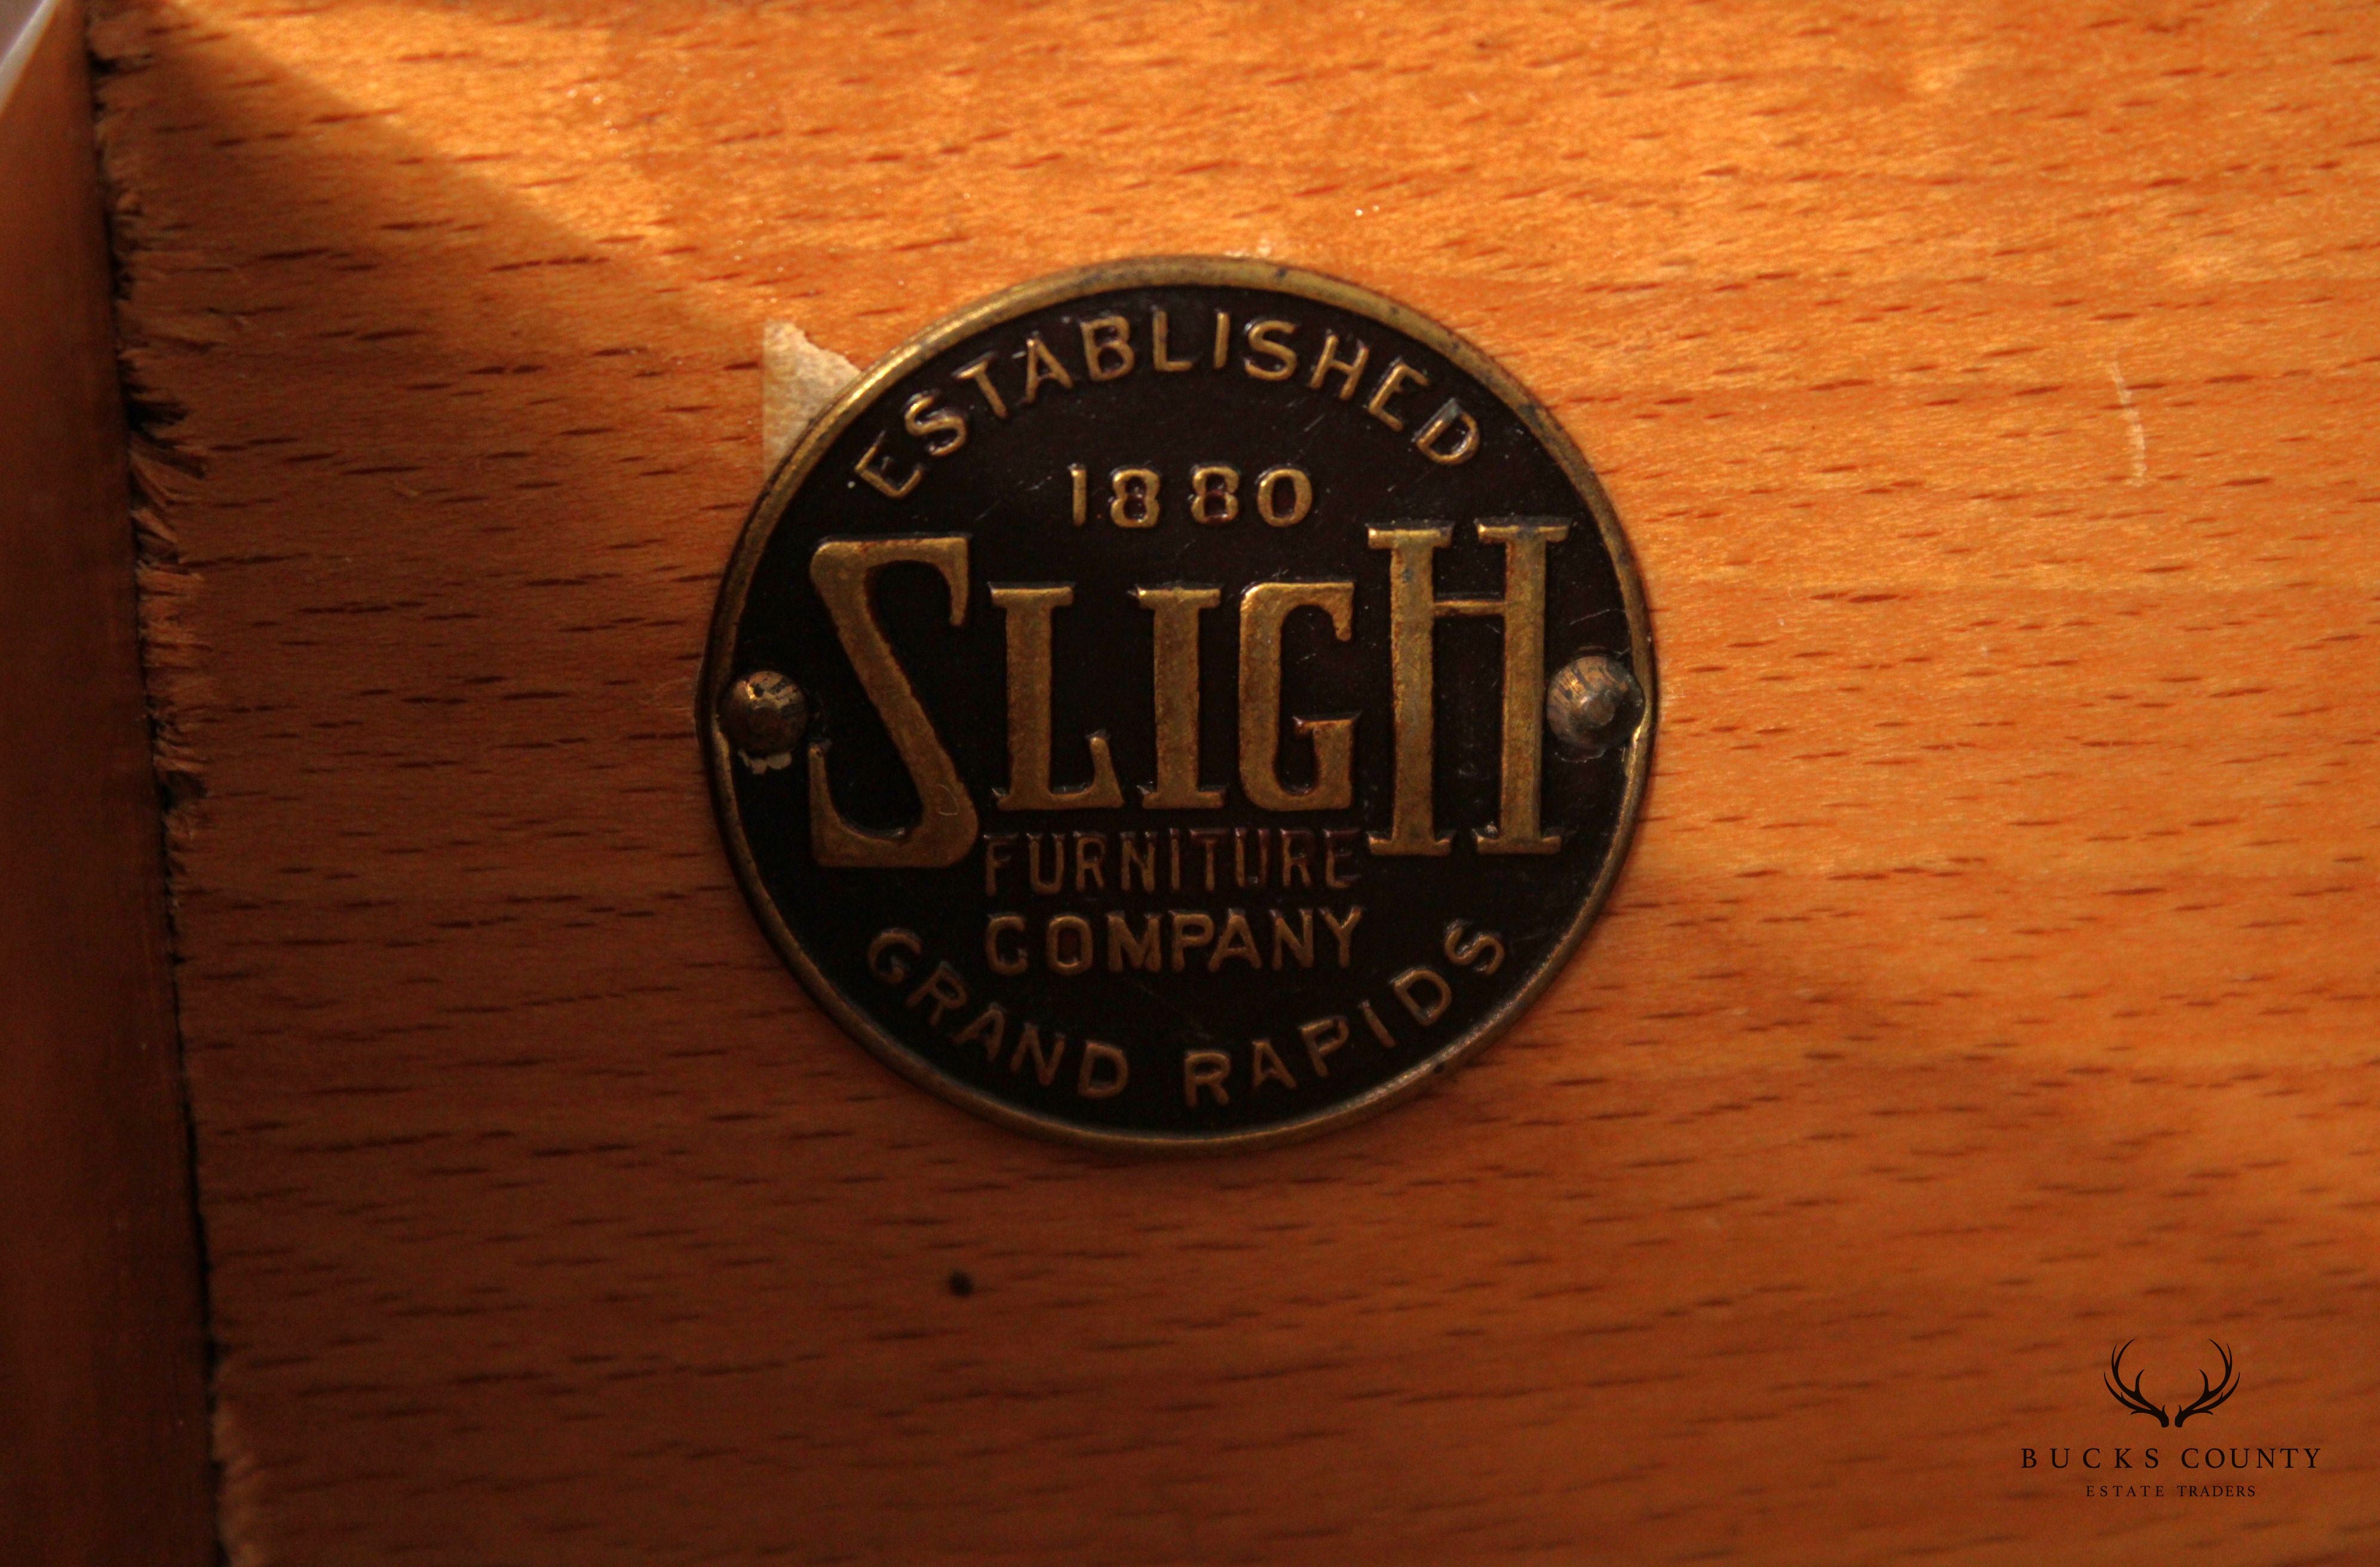 ESTABLISHED
1880
SLIGH
FURNITURE
COMPANY
GRAND RAPIDS
BUCKS COUNTY
ESTATE TRADERS